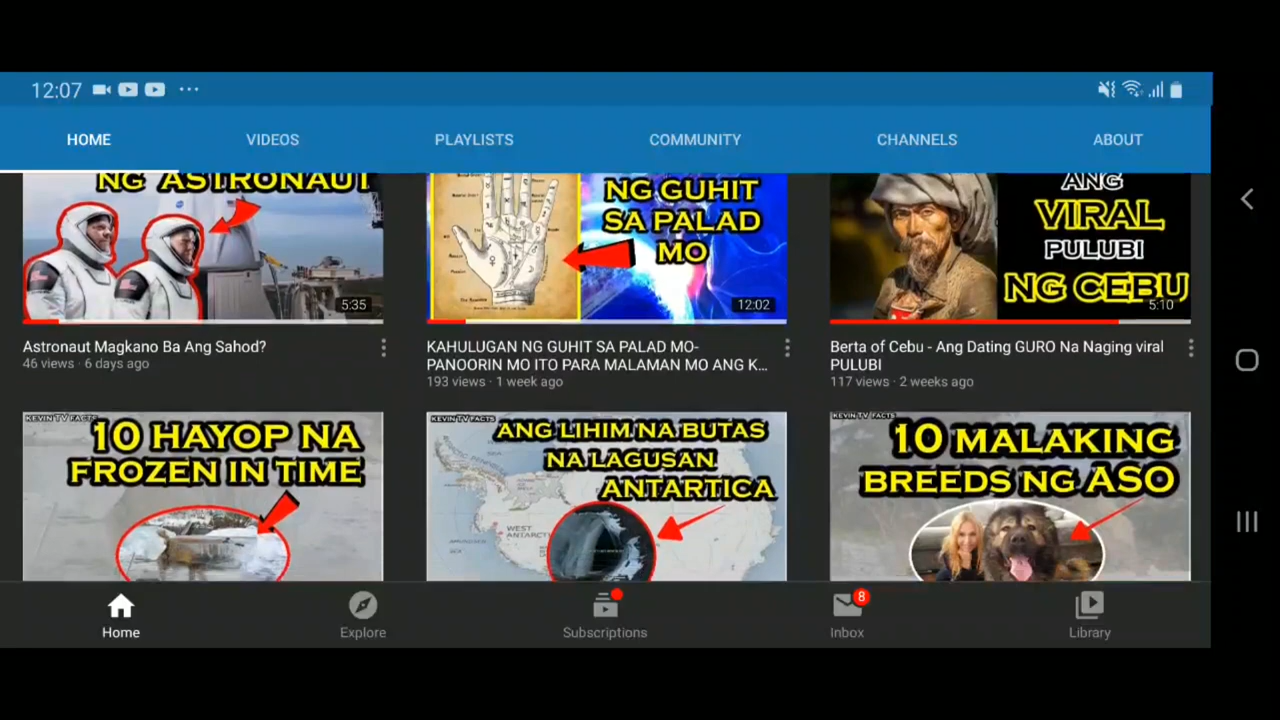 12:07
HOME VIDEOS PLAYLISTS COMMUNITY CHANNELS ABOUT
NG ASTRONAUT
5:35
Astronaut Magkano Ba Ang Sahod?
46 views · 6 days ago
NG GUHIT
SA PALAD
MO
12:02
KAHULUGAN NG GUHIT SA PALAD MO-
PANOORIN MO ITO PARA MALAMAN MO ANG K...
193 views · 1 week ago
ANG
VIRAL
PULUBI
NG CEBU
5:10
Berta of Cebu - Ang Dating GURO Na Naging viral
PULUBI
117 views · 2 weeks ago
KEVIN TV FACTS
10 HAYOP NA
FROZEN IN TIME
KEVIN TV FACTS
ANG LIHIM NA BUTAS
NA LAGUSAN
ANTARTICA
WEST
KEVIN TV FACTS
10 MALAKING
BREEDS NG ASO
8
Home Explore Subscriptions Inbox Library